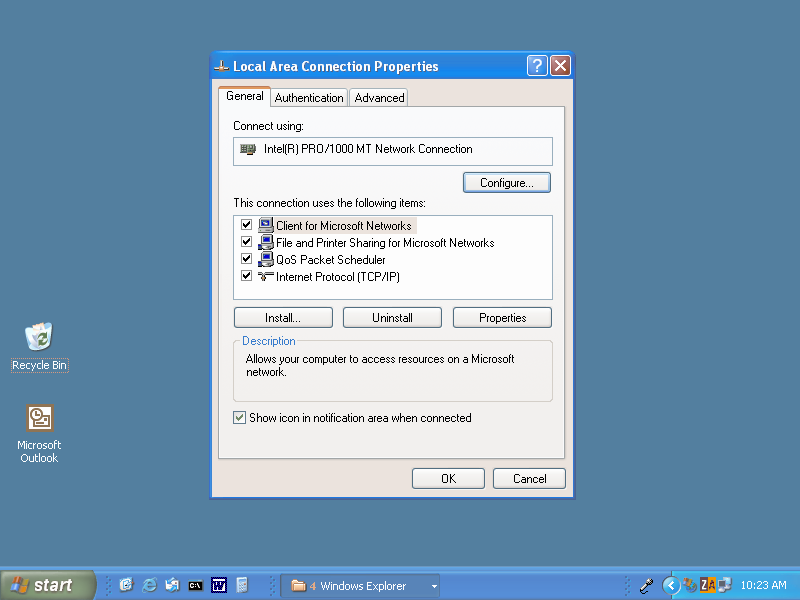 Local Area Connection Properties
General Authentication Advanced
Connect using:
Intel(R) PRO/1000 MT Network Connection
Configure...
This connection uses the following items:
Client for Microsoft Networks
File and Printer Sharing for Microsoft Networks
QoS Packet Scheduler
Internet Protocol (TCP/IP)
Install... Uninstall Properties
Description
Allows your computer to access resources on a Microsoft
network.
Show icon in notification area when connected
OK Cancel
Recycle Bin
Microsoft
Outlook
start 4 Windows Explorer 10:23 AM